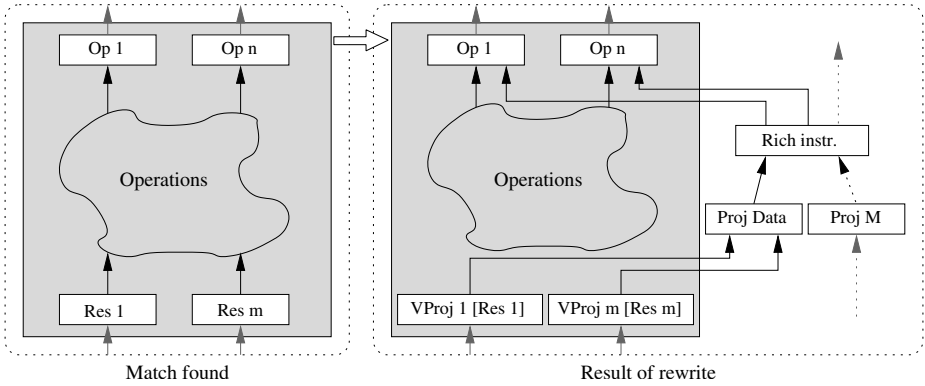 Op 1
Op n
Operations
Res 1
Res m
Match found
Op 1
Op n
Operations
Rich instr.
Proj Data
Proj M
VProj 1 [Res 1]
VProj m [Res m]
Result of rewrite